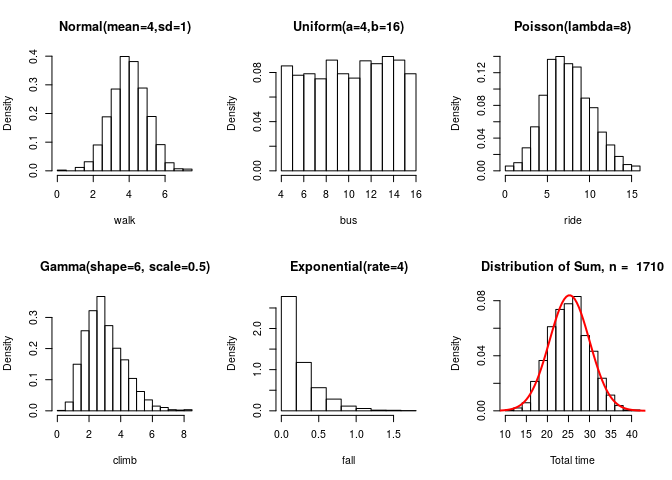 Normal(mean=4,sd=1)
Density
0.0 0.1 0.2 0.3 0.4
0 2 4 6
walk
Uniform(a=4,b=16)
Density
0.00 0.04 0.08
4 6 8 10 12 14 16
bus
Poisson(lambda=8)
Density
0.00 0.04 0.08 0.12
0 5 10 15
ride
Gamma(shape=6, scale=0.5)
Density
0.0 0.1 0.2 0.3
0 2 4 6 8
climb
Exponential(rate=4)
Density
0.0 1.0 2.0
0.0 0.5 1.0 1.5
fall
Distribution of Sum, n = 1710
Density
0.00 0.04 0.08
10 15 20 25 30 35 40
Total time